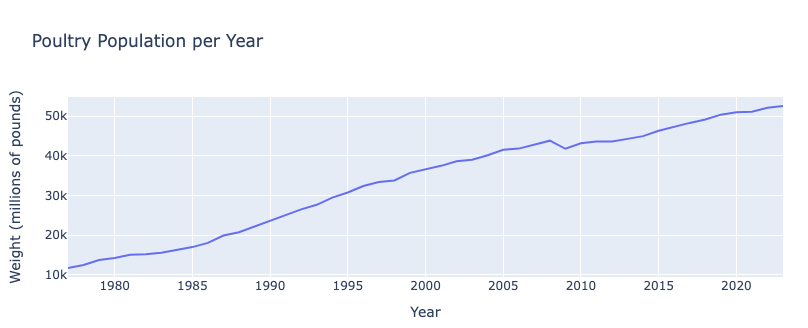 Poultry Population per Year
Weight (millions of pounds)
50k
40k
30k
20k
10k
1980 1985 1990 1995 2000 2005 2010 2015 2020
Year